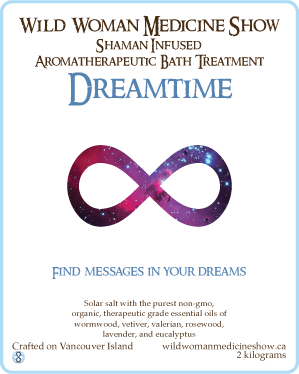 Wild Woman Medicine Show
Shaman Infused
Aromatherapeutic Bath Treatment
Dreamtime
Find messages in your dreams
Solar salt with the purest non-gmo,
organic, therapeutic grade essential oils of
wormwood, vetiver, valerian, rosewood,
lavender, and eucalyptus
Crafted on Vancouver Island wildwomanmedicineshow.ca
2 kilograms